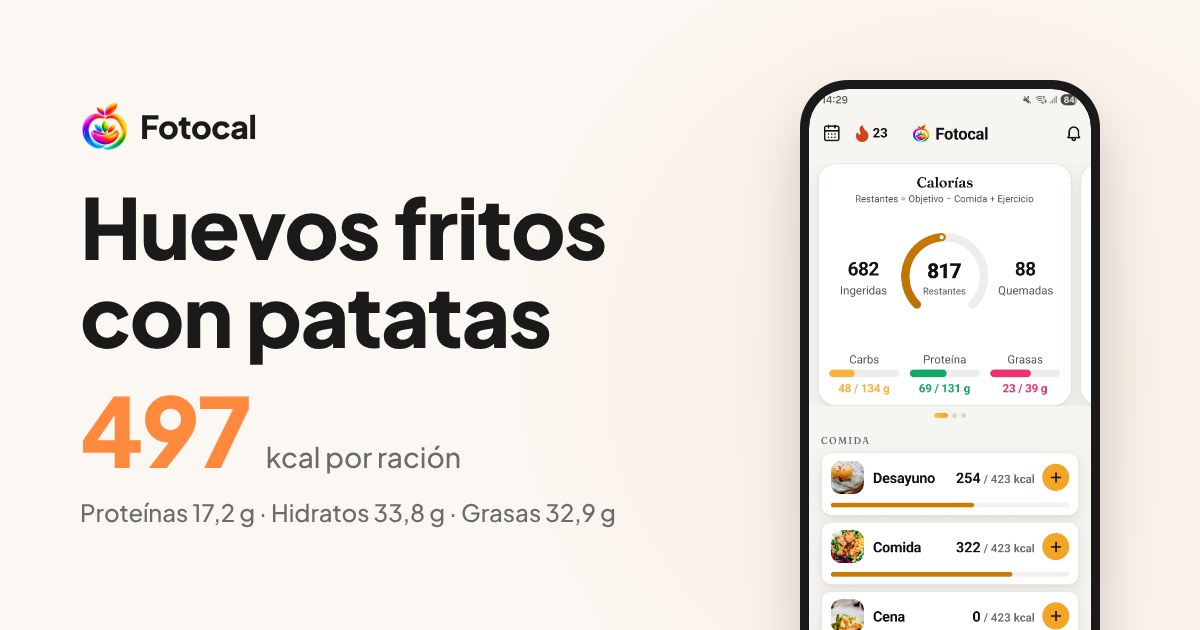 Fotocal
Huevos fritos
con patatas
497 kcal por ración
Proteínas 17,2 g · Hidratos 33,8 g · Grasas 32,9 g
14:29
84
23
Fotocal
Calorías
Restantes = Objetivo − Comida + Ejercicio
682
Ingeridas
817
Restantes
88
Quemadas
Carbs
48 / 134 g
Proteína
69 / 131 g
Grasas
23 / 39 g
COMIDA
Desayuno 254 / 423 kcal
Comida 322 / 423 kcal
Cena 0 / 423 kcal